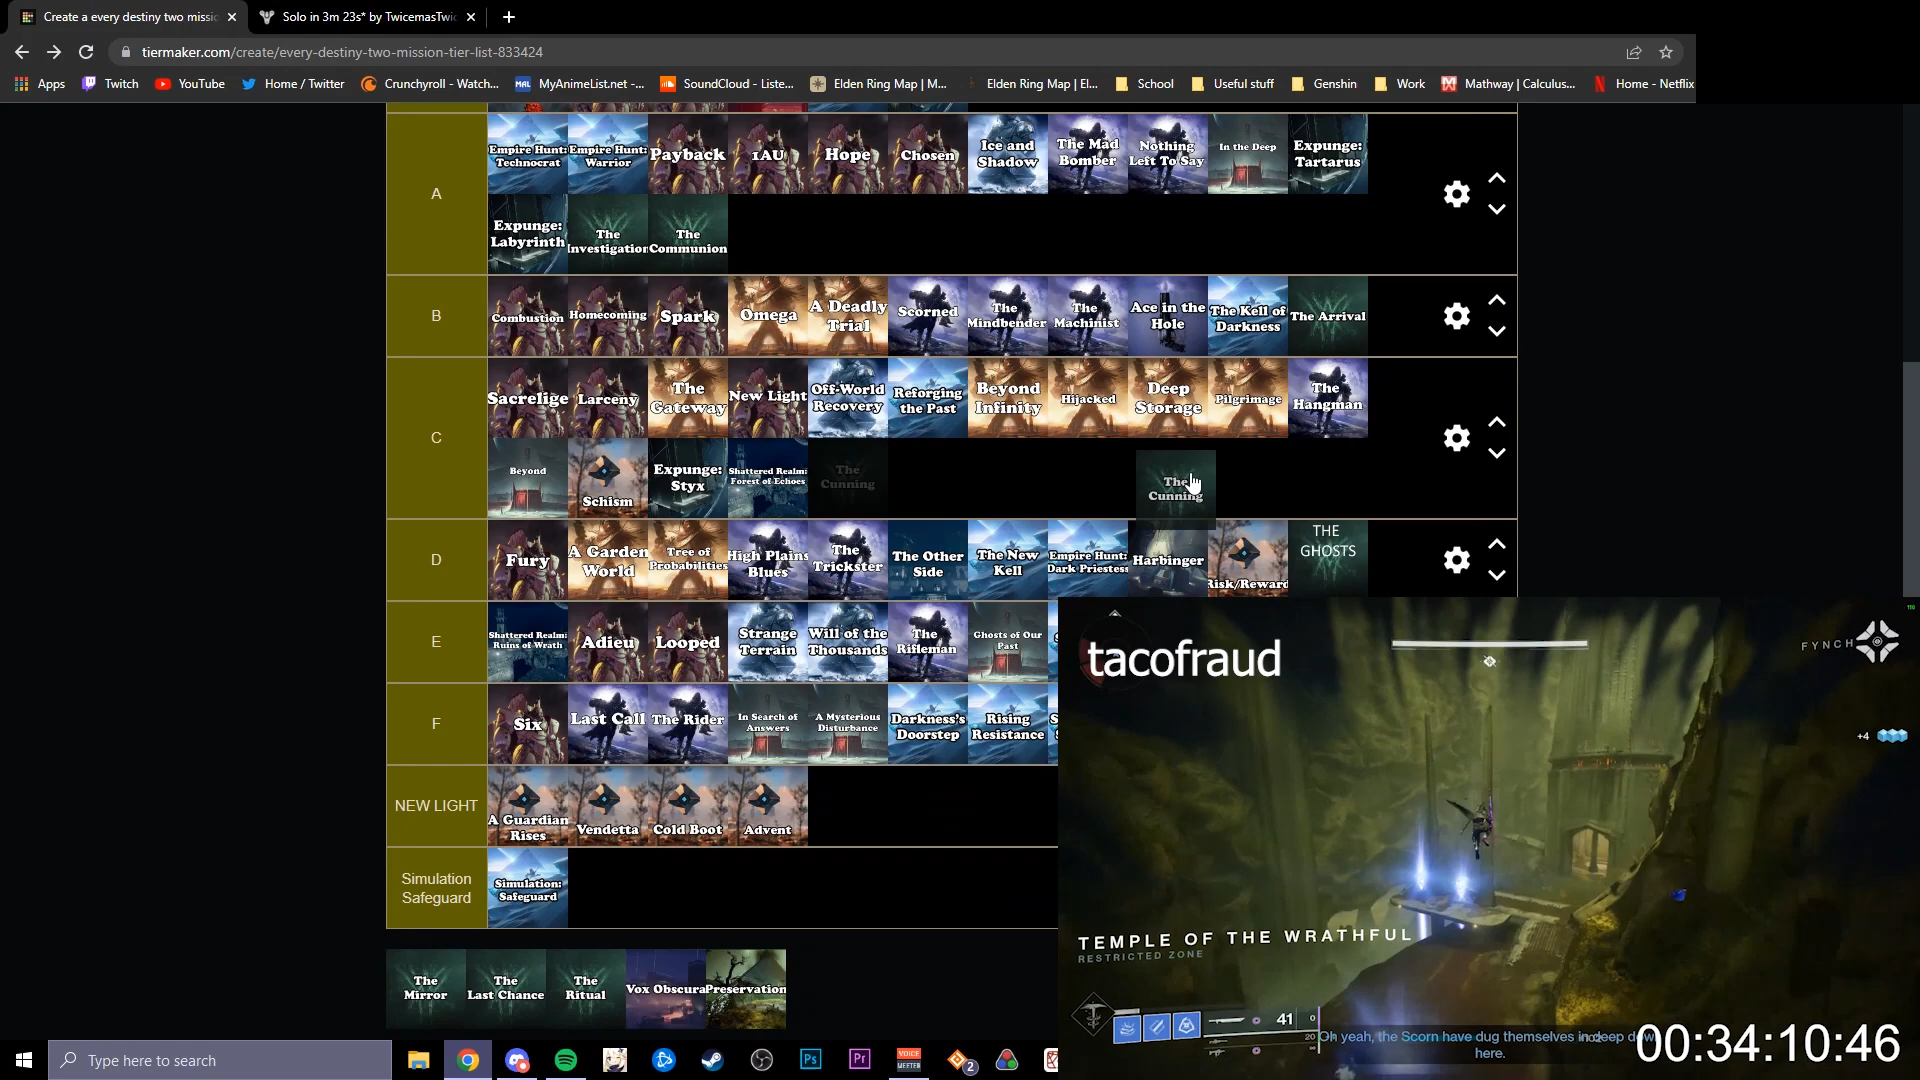 Create a every destiny two missio
Solo in 3m 23s* by TwicemasTwic
tiermaker.com/create/every-destiny-two-mission-tier-list-833424
Apps
Twitch
YouTube
Home / Twitter
Crunchyroll - Watch...
MyAnimeList.net -...
SoundCloud - Liste...
Elden Ring Map | M...
Elden Ring Map | El...
School
Useful stuff
Genshin
Work
Mathway | Calculus...
Home - Netflix
A
Empire Hunt: Technocrat
Empire Hunt: Warrior
Payback
1AU
Hope
Chosen
Ice and Shadow
The Mad Bomber
Nothing Left To Say
In the Deep
Expunge: Tartarus
Expunge: Labyrinth
The Investigation
The Communion
B
Combustion
Homecoming
Spark
Omega
A Deadly Trial
Scorned
The Mindbender
The Machinist
Ace in the Hole
The Kell of Darkness
The Arrival
C
Sacrelige
Larceny
The Gateway
New Light
Off-World Recovery
Reforging the Past
Beyond Infinity
Hijacked
Deep Storage
Pilgrimage
The Hangman
Beyond
Schism
Expunge: Styx
Shattered Realm: Forest of Echoes
The Cunning
The Cunning
D
Fury
A Garden World
Tree of Probabilities
High Plains Blues
The Trickster
The Other Side
The New Kell
Empire Hunt: Dark Priestess
Harbinger
Risk/Reward
THE GHOSTS
E
Shattered Realm: Ruins of Wrath
Adieu
Looped
Strange Terrain
Will of the Thousands
The Rifleman
Ghosts of Our Past
F
Six
Last Call
The Rider
In Search of Answers
A Mysterious Disturbance
Darkness's Doorstep
Rising Resistance
NEW LIGHT
A Guardian Rises
Vendetta
Cold Boot
Advent
Simulation Safeguard
Simulation: Safeguard
The Mirror
The Last Chance
The Ritual
Vox Obscura
Preservation
tacofraud
FYNCH
+4
TEMPLE OF THE WRATHFUL
RESTRICTED ZONE
41
0
20
Oh yeah, the Scorn have dug themselves in deep down
here.
00:34:10:46
Type here to search
Ps
Pr
VOICE
MEETER
2